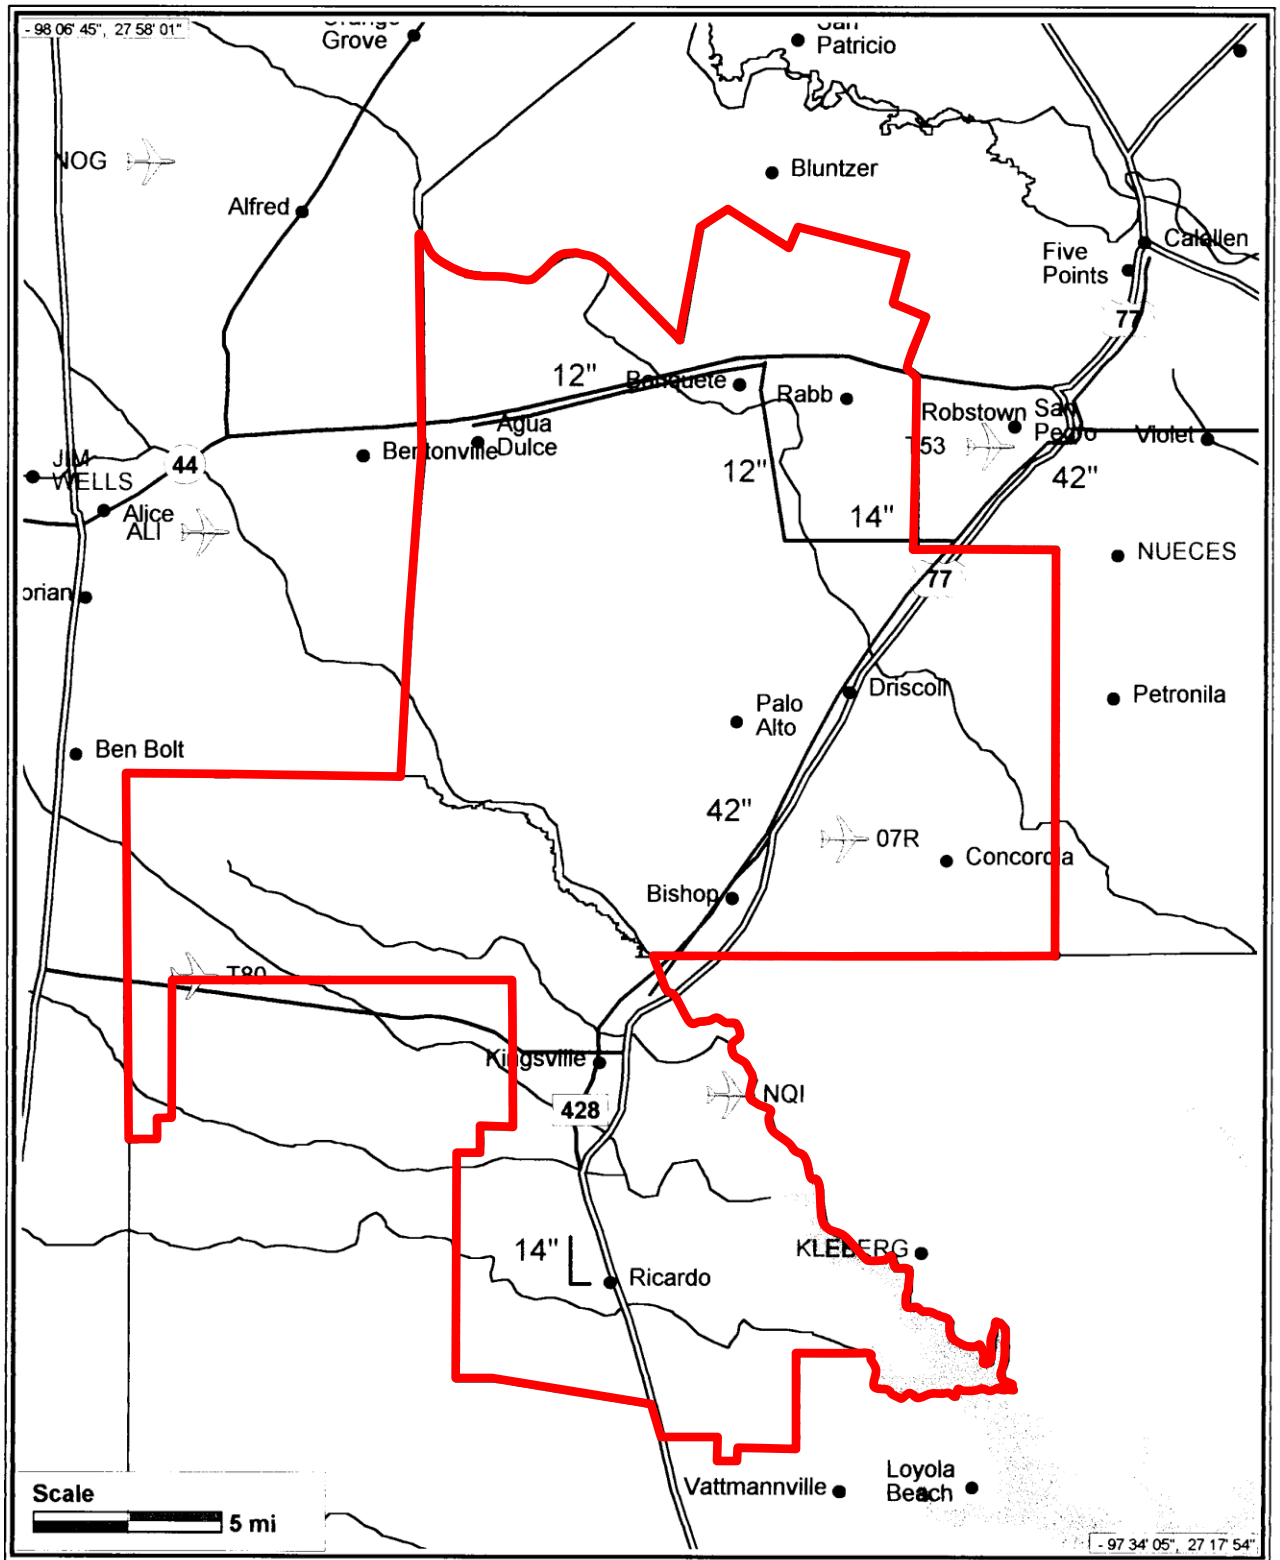 - 98 06' 45", 27 58' 01"
Orange
Grove
San
Patricio
NOG
Bluntzer
Alfred
Calallen
Five
Points
77
12"
Bonquete
Rabb
Robstown
San
Pedro
Violet
Agua
Dulce
Bentonville
T53
44
JIM
WELLS
12"
42"
Alice
ALI
14"
NUECES
77
Driscoll
Petronila
Palo
Alto
Ben Bolt
42"
07R
Concordia
Bishop
T80
Kingsville
NQI
428
KLEBERG
14"
Ricardo
Vattmannville
Loyola
Beach
Scale
5 mi
- 97 34' 05", 27 17' 54"